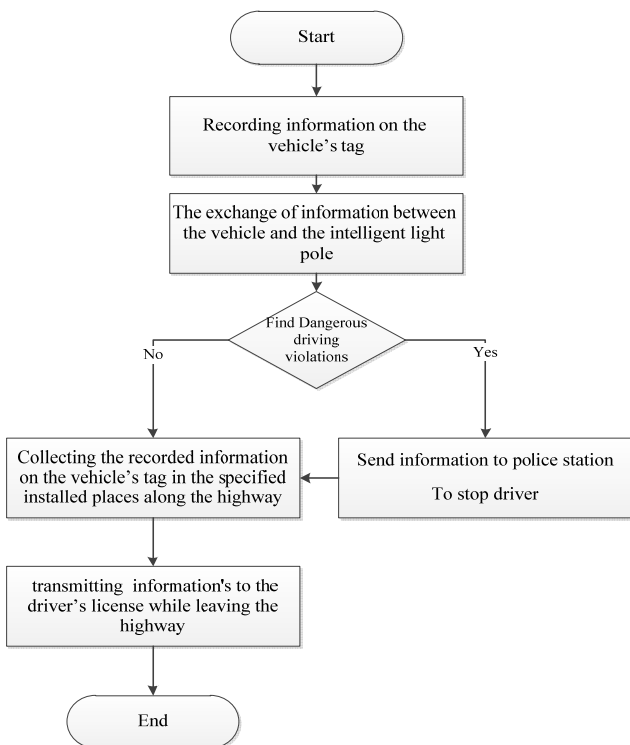 Start
Recording information on the
vehicle's tag
The exchange of information between
the vehicle and the intelligent light
pole
Find Dangerous
driving
violations
No
Yes
Collecting the recorded information
on the vehicle's tag in the specified
installed places along the highway
Send information to police station
To stop driver
transmitting information's to the
driver's license while leaving the
highway
End